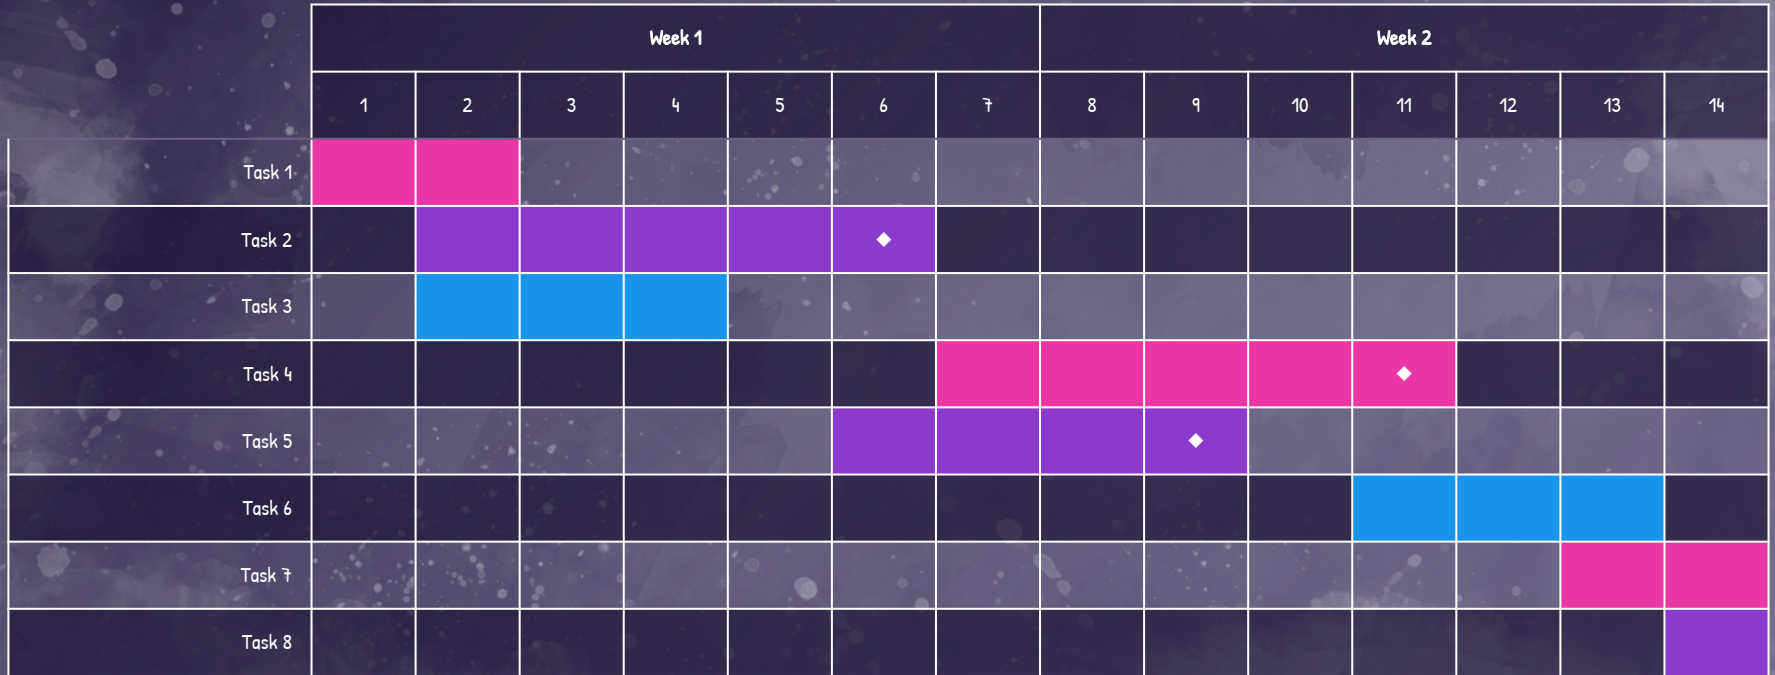 Week 1 Week 2
1 2 3 4 5 6 7 8 9 10 11 12 13 14
Task 1
Task 2
Task 3
Task 4
Task 5
Task 6
Task 7
Task 8